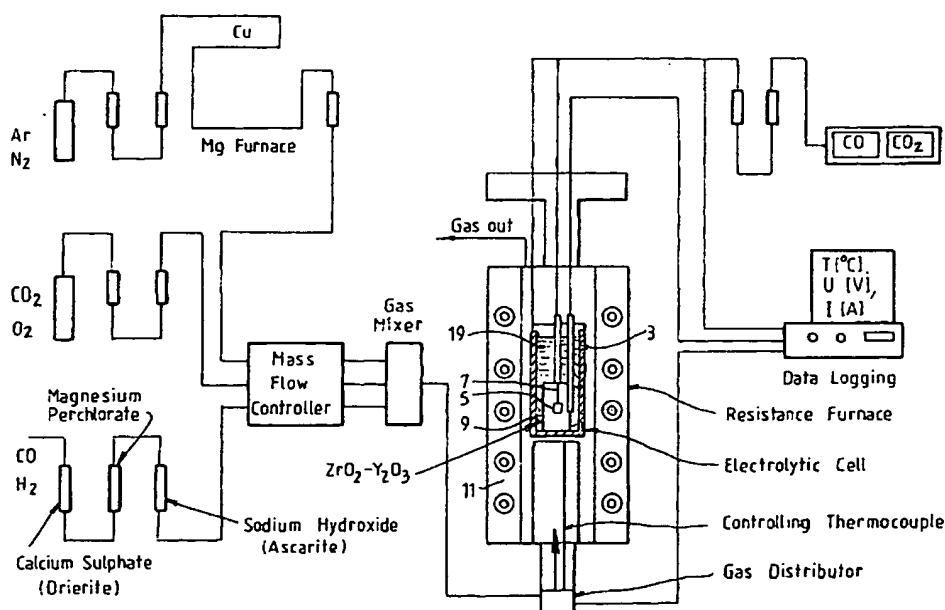 Cu
Ar
N2
Mg Furnace
CO
CO2
Gas out
T [°C],
U [V],
I [A]
CO2
O2
Gas
Mixer
19
3
Mass
Flow
Controller
7
5
9
Data Logging
Magnesium
Perchlorate
Resistance Furnace
ZrO2-Y2O3
Electrolytic Cell
CO
H2
11
Sodium Hydroxide
(Ascarite)
Controlling Thermocouple
Calcium Sulphate
(Drierite)
Gas Distributor